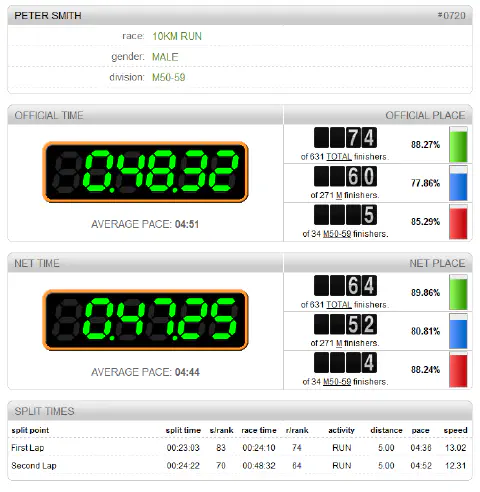 PETER SMITH #0720
race: 10KM RUN
gender: MALE
division: M50-59
OFFICIAL TIME OFFICIAL PLACE
0.48.32
AVERAGE PACE: 04:51
74 88.27%
of 631 TOTAL finishers.
60 77.86%
of 271 M finishers.
5 85.29%
of 34 M50-59 finishers.
NET TIME NET PLACE
0.47.25
AVERAGE PACE: 04:44
64 89.86%
of 631 TOTAL finishers.
52 80.81%
of 271 M finishers.
4 88.24%
of 34 M50-59 finishers.
SPLIT TIMES
split point split time s/rank race time r/rank activity distance pace speed
First Lap 00:23:03 83 00:24:10 74 RUN 5.00 04:36 13.02
Second Lap 00:24:22 70 00:48:32 64 RUN 5.00 04:52 12.31